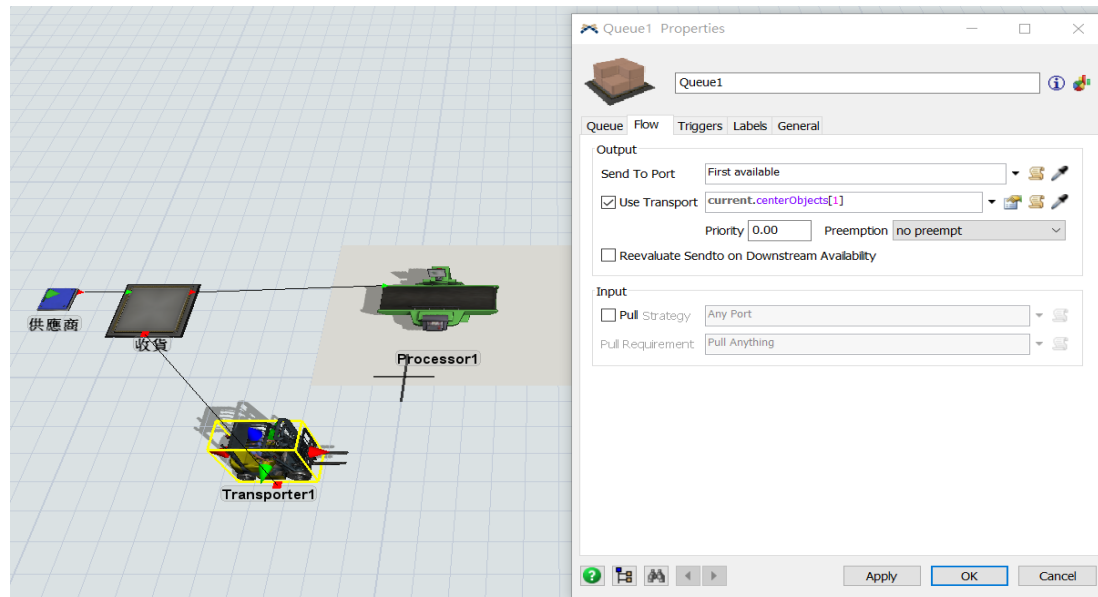 Queue1 Properties
Queue1
Queue Flow Triggers Labels General
Output
Send To Port First available
Use Transport current.centerObjects[1]
Priority 0.00 Preemption no preempt
Reevaluate Sendto on Downstream Availability
Input
Pull Strategy Any Port
Pull Requirement Pull Anything
Apply OK Cancel
供應商
收貨
Processor1
Transporter1